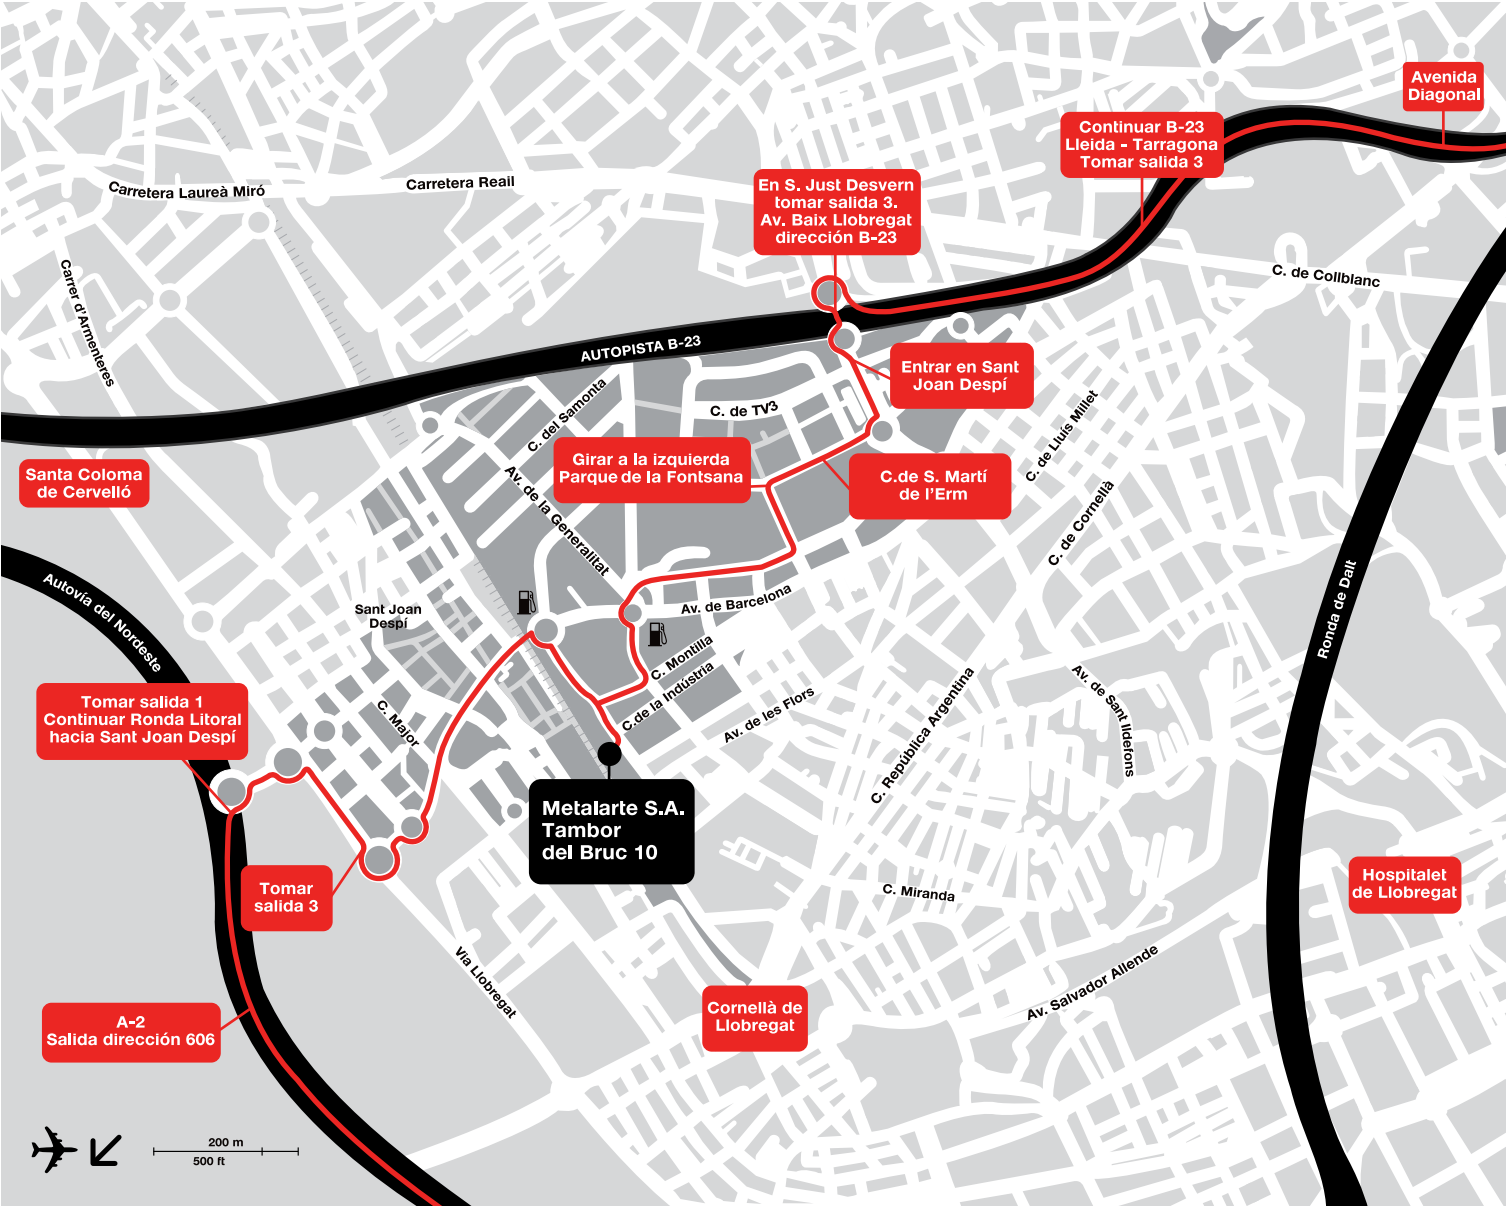 Avenida
Diagonal
Continuar B-23
Lleida - Tarragona
Tomar salida 3
En S. Just Desvern
tomar salida 3.
Av. Baix Llobregat
dirección B-23
Carretera Laureà Miró
Carretera Reail
C. de Collblanc
Carrer d'Armenteres
AUTOPISTA B-23
Entrar en Sant
Joan Despí
C. de TV3
C. del Samonta
C. de Lluís Millet
Girar a la izquierda
Parque de la Fontsana
C.de S. Martí
de l'Erm
Santa Coloma
de Cervelló
Av. de la Generalitat
C. de Cornellà
Autovía del Nordeste
Sant Joan
Despí
Av. de Barcelona
Ronda de Dalt
C. Montilla
C.de la Indústria
Av. de les Flors
C. República Argentina
Av. de Sant Ildefons
Tomar salida 1
Continuar Ronda Litoral
hacia Sant Joan Despí
C. Major
Metalarte S.A.
Tambor
del Bruc 10
Tomar
salida 3
C. Miranda
Hospitalet
de Llobregat
Via Llobregat
Av. Salvador Allende
Cornellà de
Llobregat
A-2
Salida dirección 606
200 m
500 ft